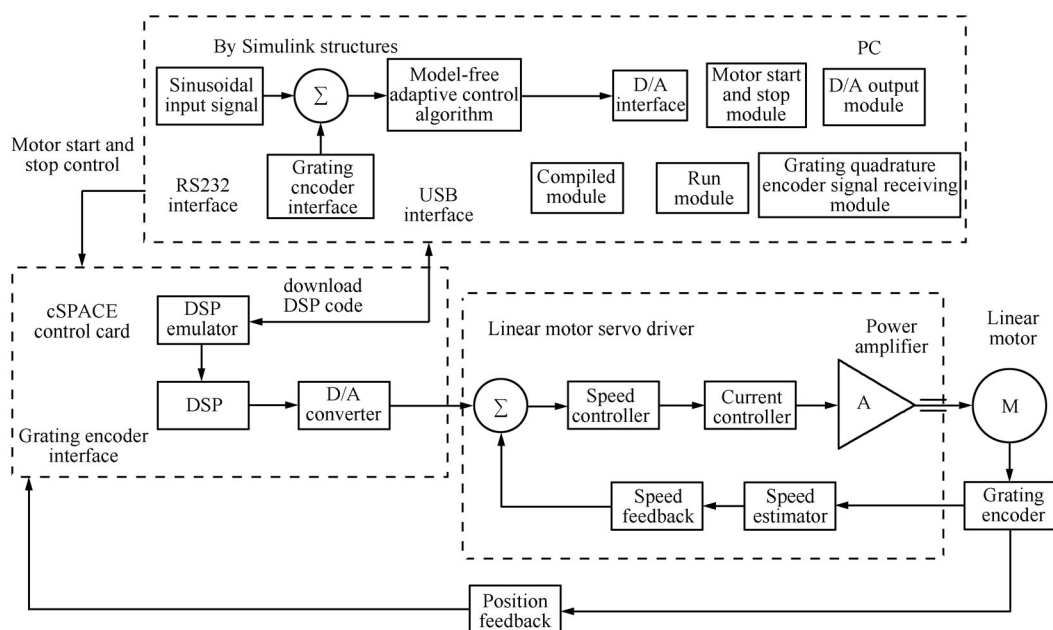 By Simulink structures
PC
Sinusoidal
input signal
Σ
Model-free
adaptive control
algorithm
D/A
interface
Motor start
and stop
module
D/A output
module
Motor start and
stop control
RS232
interface
Grating
cncoder
interface
USB
interface
Compiled
module
Run
module
Grating quadrature
encoder signal receiving
module
cSPACE
control card
DSP
emulator
download
DSP code
DSP
D/A
converter
Grating encoder
interface
Linear motor servo driver
Power
amplifier
Linear
motor
Σ
Speed
controller
Current
controller
A
M
Speed
feedback
Speed
estimator
Grating
encoder
Position
feedback